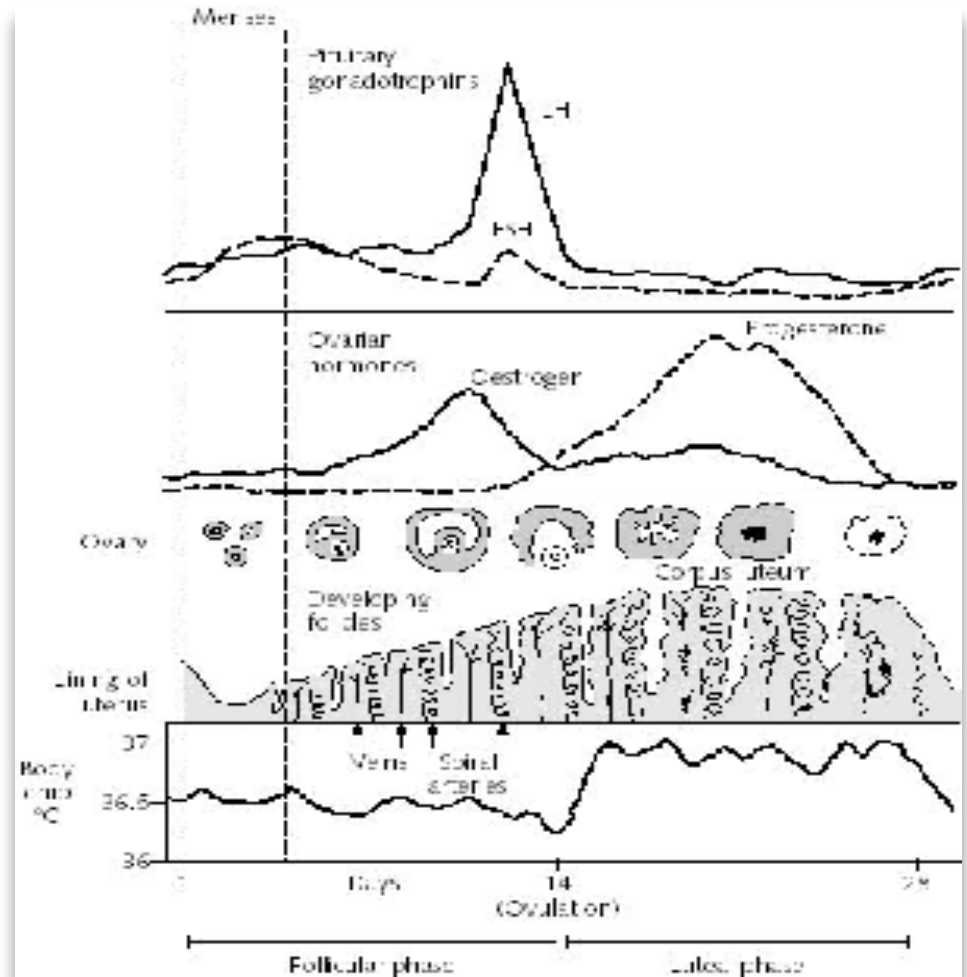 Menses
Pituitary
gonadotrophins
LH
FSH
Ovarian
hormones
Oestrogen
Progesterone
Ovary
Corpus luteum
Developing
follicles
Lining of
uterus
Veins
Spiral
arteries
Body
temp
°C
37
36.5
36
Days
14
28
(Ovulation)
Follicular phase
Luteal phase